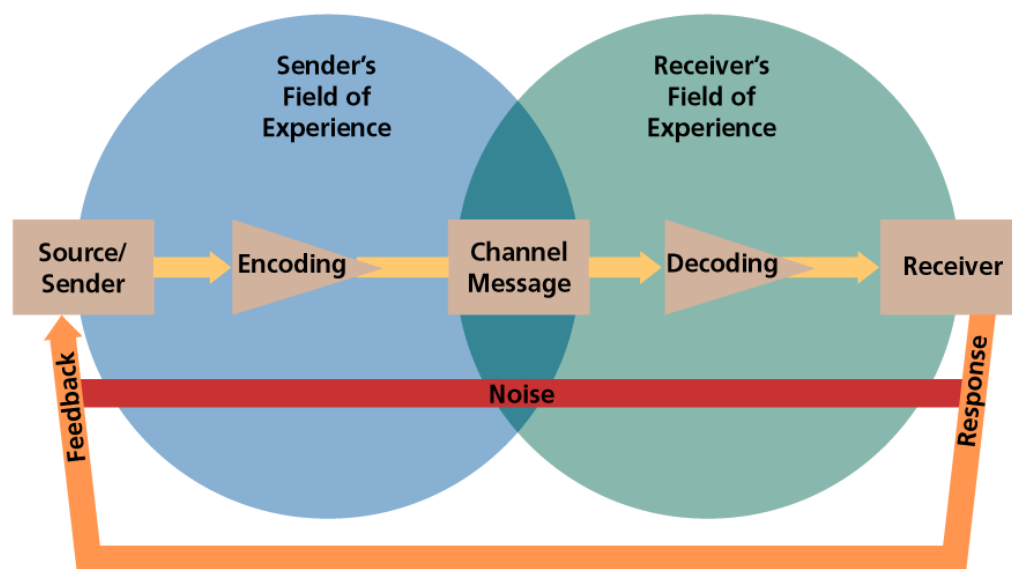 Sender's
Field of
Experience
Receiver's
Field of
Experience
Source/
Sender
Encoding
Channel
Message
Decoding
Receiver
Feedback
Noise
Response